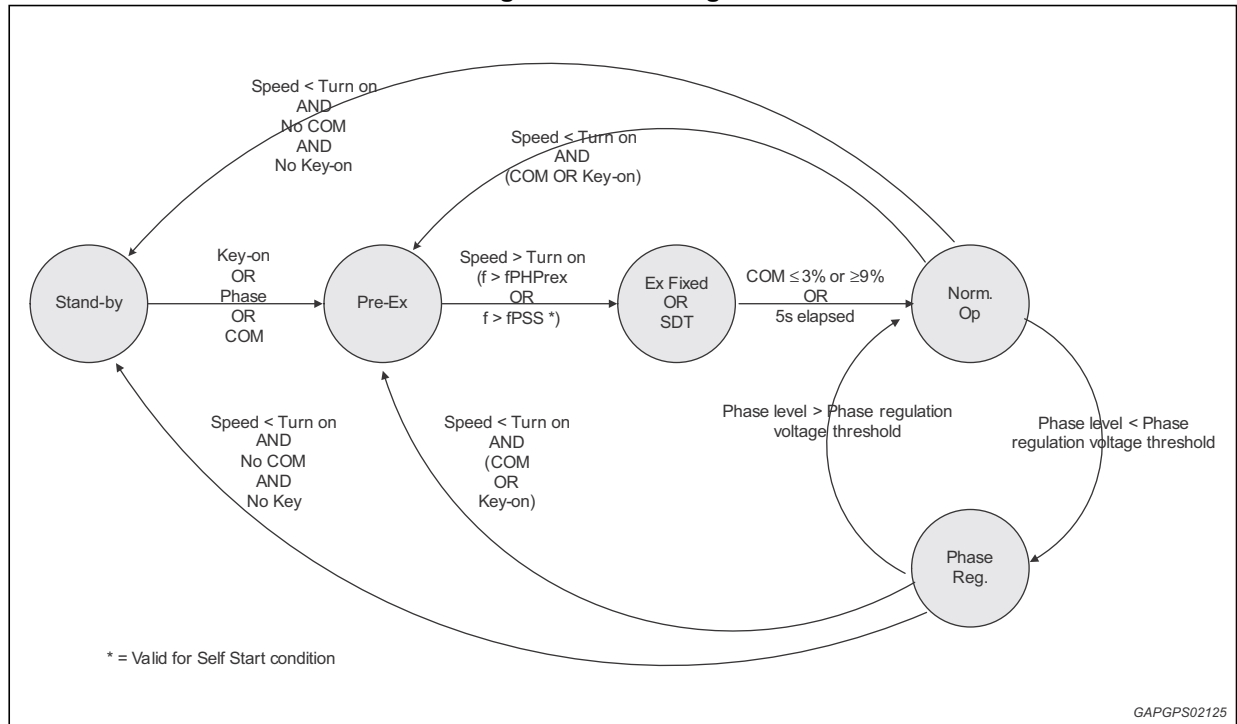 Speed < Turn on
AND
No COM
AND
No Key-on
Speed < Turn on
AND
(COM OR Key-on)
Stand-by
Key-on
OR
Phase
OR
COM
Pre-Ex
Speed > Turn on
(f > fPHPrex
OR
f > fPSS *)
Ex Fixed
OR
SDT
COM ≤3% or ≥9%
OR
5s elapsed
Norm.
Op
Speed < Turn on
AND
No COM
AND
No Key
Speed < Turn on
AND
(COM
OR
Key-on)
Phase level > Phase regulation
voltage threshold
Phase level < Phase
regulation voltage threshold
Phase
Reg.
* = Valid for Self Start condition
GAPGPS02125